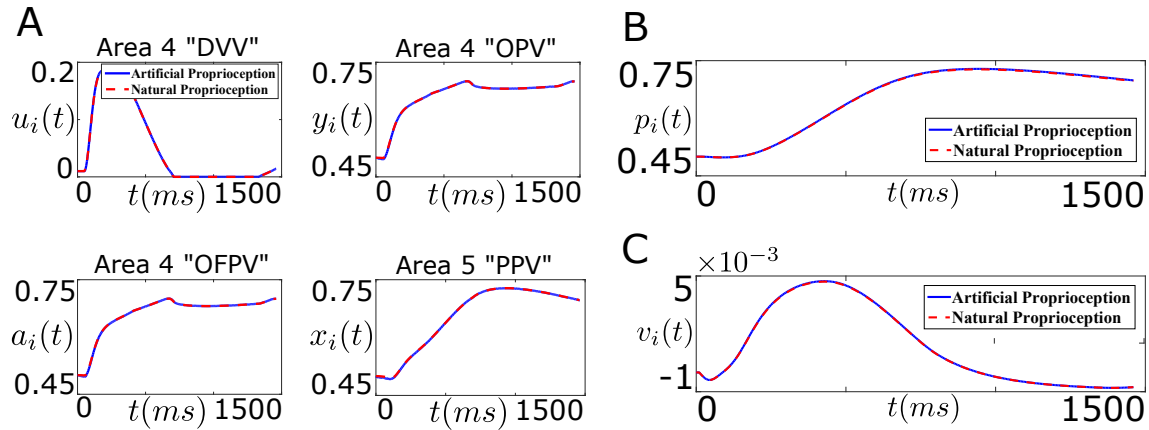 A
Area 4 "DVV"
0.2
u_i(t)
0
Artificial Proprioception
Natural Proprioception
0
t(ms)
1500
Area 4 "OPV"
0.75
y_i(t)
0.45
0
t(ms)
1500
Area 4 "OFPV"
0.75
a_i(t)
0.45
0
t(ms)
1500
Area 5 "PPV"
0.75
x_i(t)
0.45
0
t(ms)
1500
B
0.75
p_i(t)
0.45
Artificial Proprioception
Natural Proprioception
0
t(ms)
1500
C
×10⁻³
5
v_i(t)
-1
Artificial Proprioception
Natural Proprioception
0
t(ms)
1500